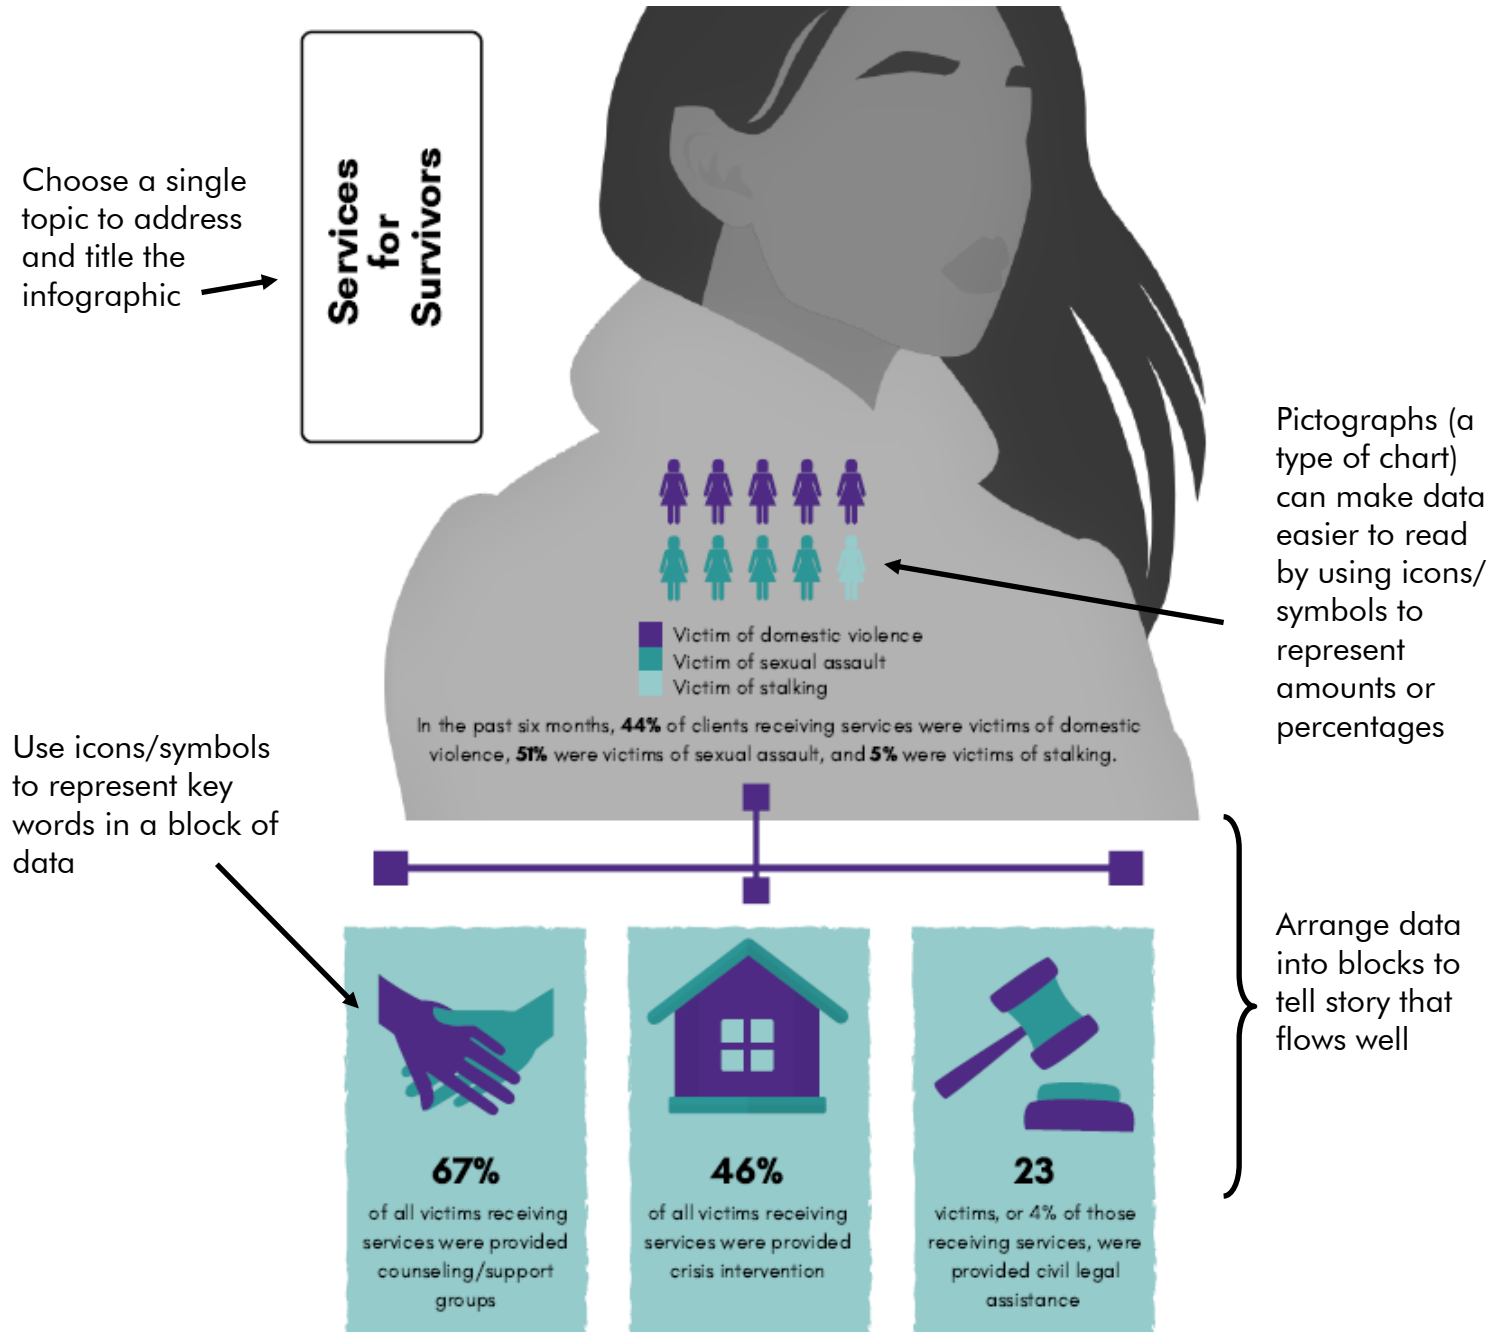 Choose a single
topic to address
and title the
infographic
Services
for
Survivors
Pictographs (a
type of chart)
can make data
easier to read
by using icons/
symbols to
represent
amounts or
percentages
Victim of domestic violence
Victim of sexual assault
Victim of stalking
In the past six months, 44% of clients receiving services were victims of domestic
violence, 51% were victims of sexual assault, and 5% were victims of stalking.
Use icons/symbols
to represent key
words in a block of
data
Arrange data
into blocks to
tell story that
flows well
67%
of all victims receiving
services were provided
counseling/support
groups
46%
of all victims receiving
services were provided
crisis intervention
23
victims, or 4% of those
receiving services, were
provided civil legal
assistance